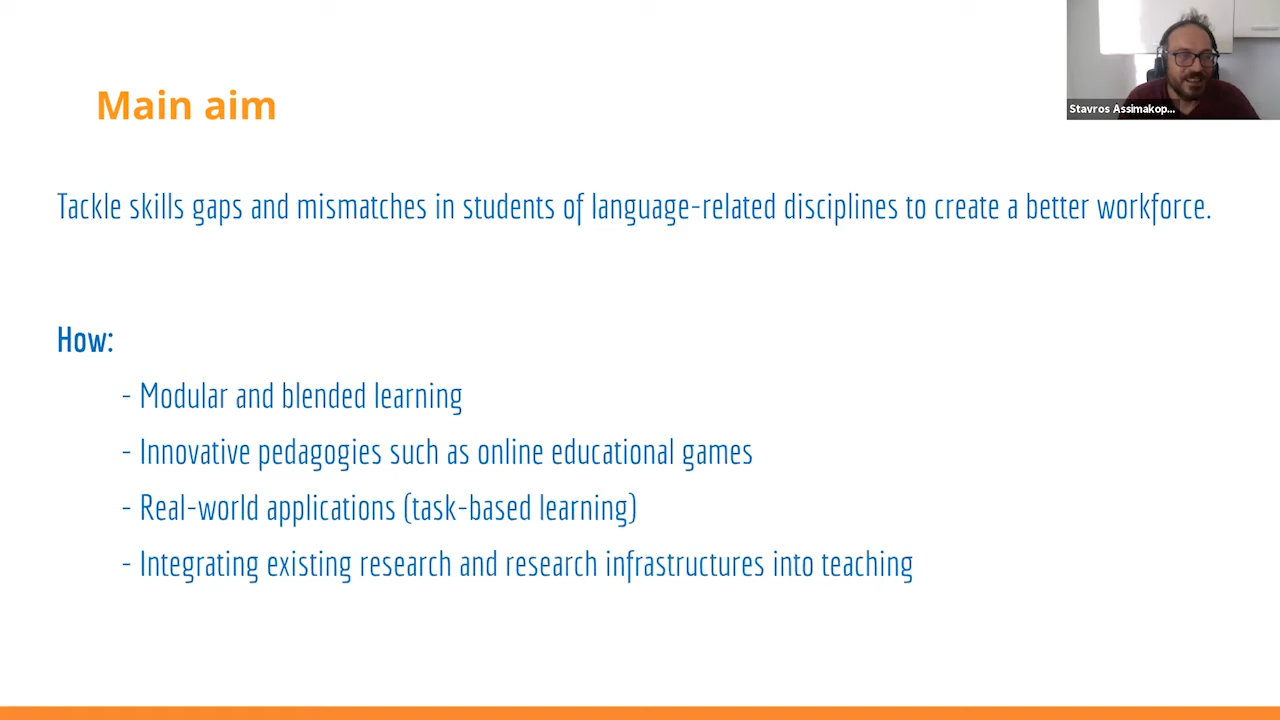 Main aim
Stavros Assimakop...
Tackle skills gaps and mismatches in students of language-related disciplines to create a better workforce.
How:
- Modular and blended learning
- Innovative pedagogies such as online educational games
- Real-world applications (task-based learning)
- Integrating existing research and research infrastructures into teaching